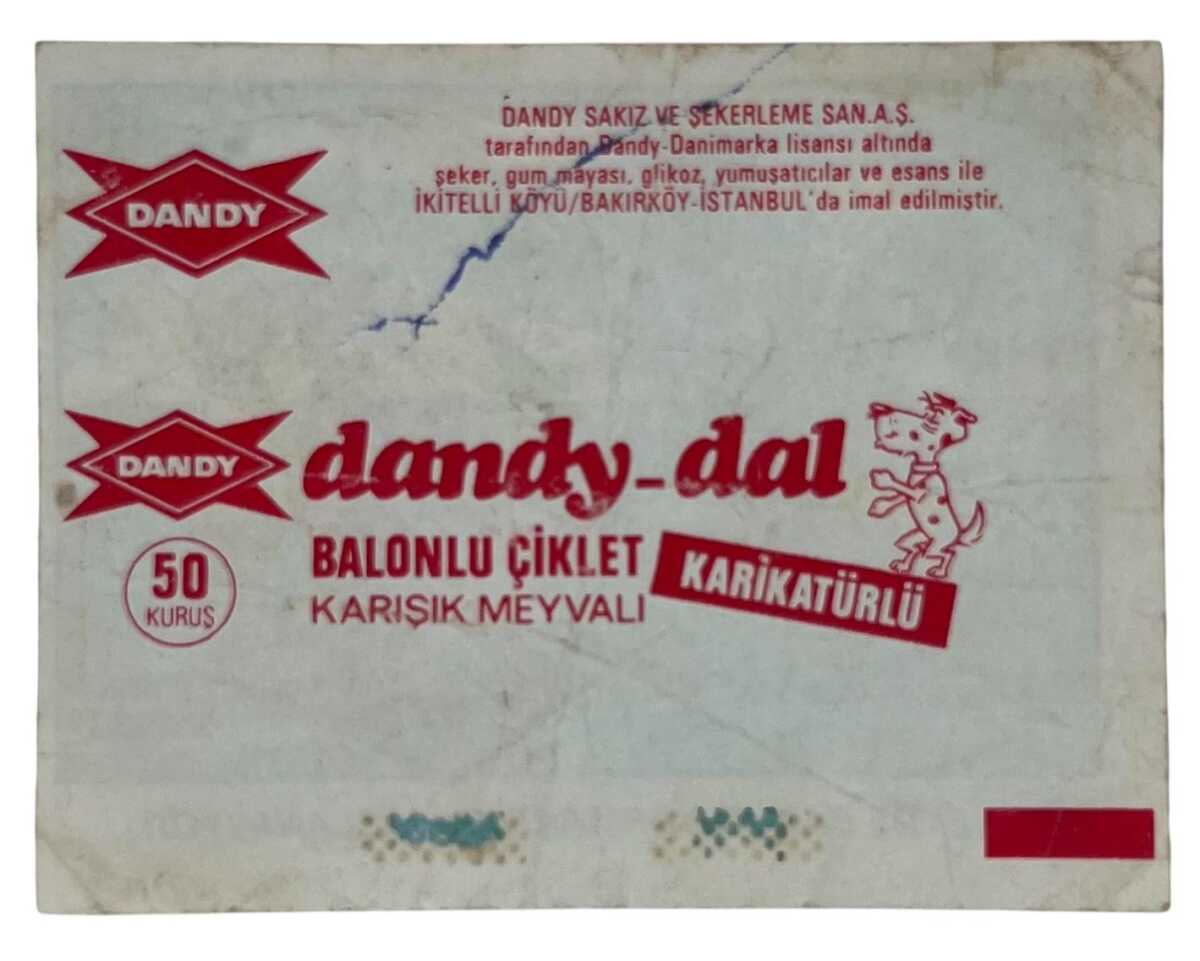 DANDY SAKIZ VE ŞEKERLEME SAN.A.Ş.
tarafından Dandy-Danimarka lisansı altında
şeker, gum mayası, glikoz, yumuşatıcılar ve esans ile
İKİTELLİ KÖYÜ/BAKIRKÖY-İSTANBUL'da imal edilmiştir.
DANDY
DANDY
dandy-dal
50
KURUŞ
BALONLU ÇİKLET
KARIŞIK MEYVALI
KARİKATÜRLÜ